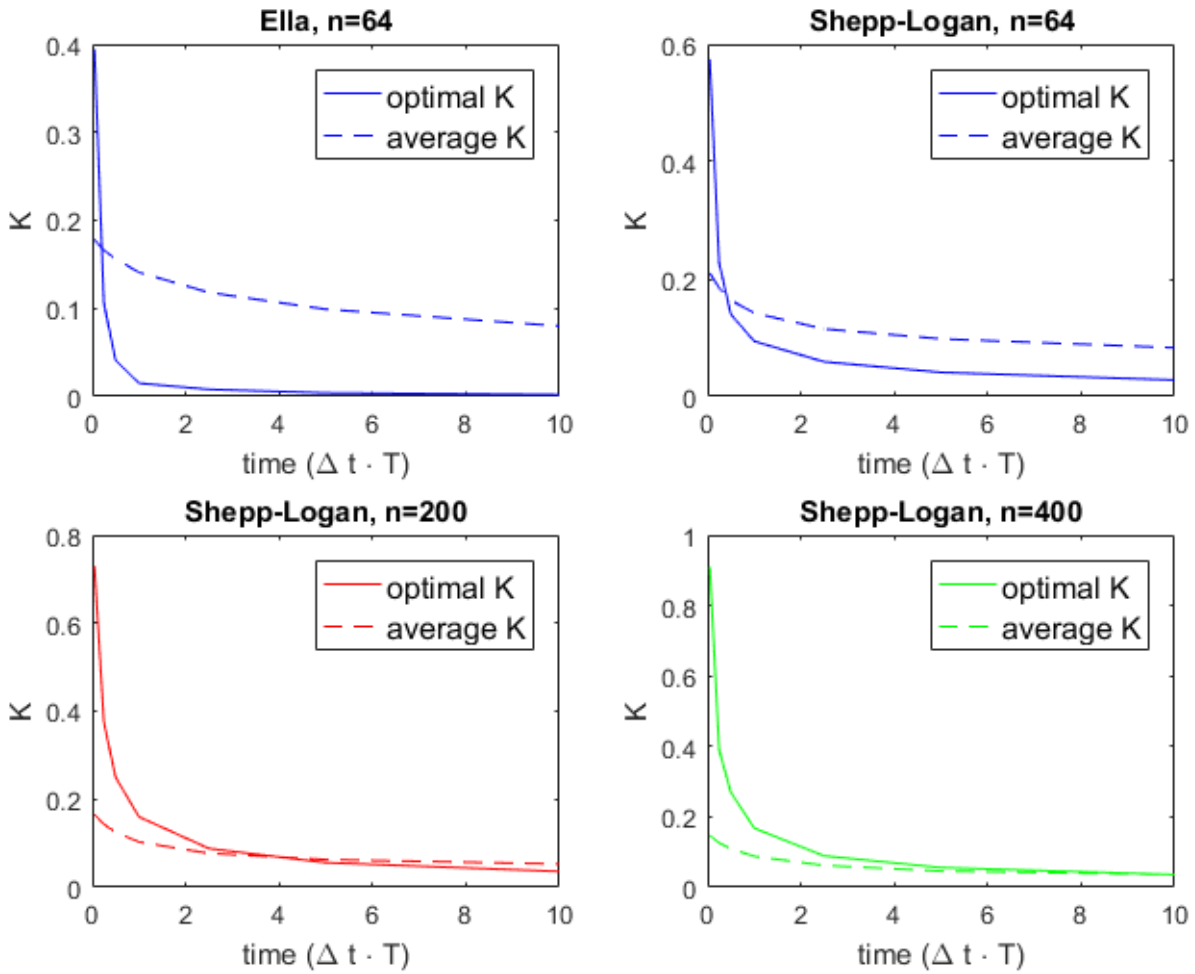 Ella, n=64
0.4
0.3
0.2
0.1
0
K
optimal K
average K
0 2 4 6 8 10
time (Δ t · T)
Shepp-Logan, n=64
0.6
0.4
0.2
0
K
optimal K
average K
0 2 4 6 8 10
time (Δ t · T)
Shepp-Logan, n=200
0.8
0.6
0.4
0.2
0
K
optimal K
average K
0 2 4 6 8 10
time (Δ t · T)
Shepp-Logan, n=400
1
0.8
0.6
0.4
0.2
0
K
optimal K
average K
0 2 4 6 8 10
time (Δ t · T)